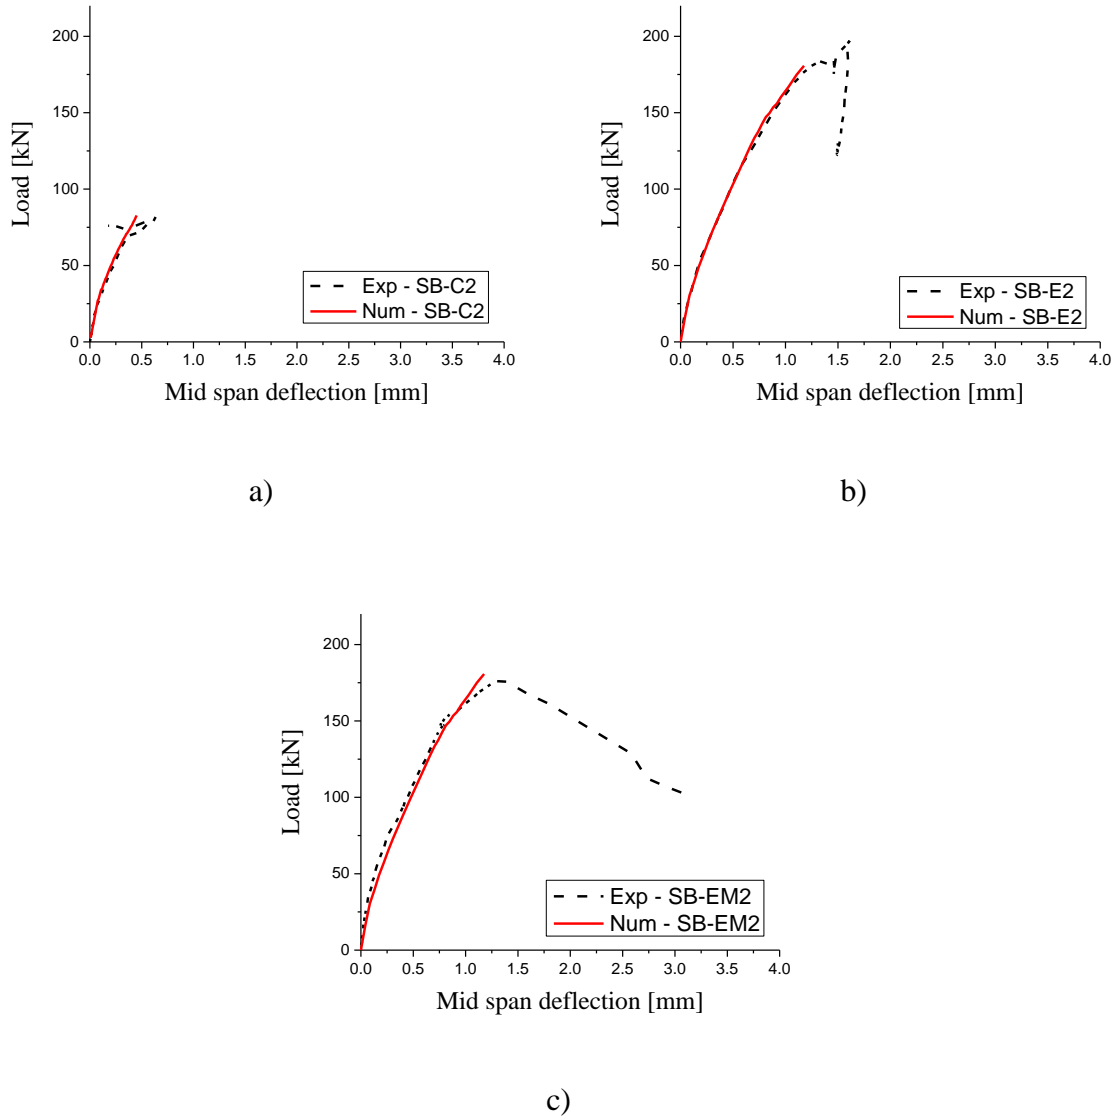 200
150
100
50
0
0.0 0.5 1.0 1.5 2.0 2.5 3.0 3.5 4.0
Load [kN]
Mid span deflection [mm]
Exp - SB-C2
Num - SB-C2
a)
200
150
100
50
0
0.0 0.5 1.0 1.5 2.0 2.5 3.0 3.5 4.0
Load [kN]
Mid span deflection [mm]
Exp - SB-E2
Num - SB-E2
b)
200
150
100
50
0
0.0 0.5 1.0 1.5 2.0 2.5 3.0 3.5 4.0
Load [kN]
Mid span deflection [mm]
Exp - SB-EM2
Num - SB-EM2
c)